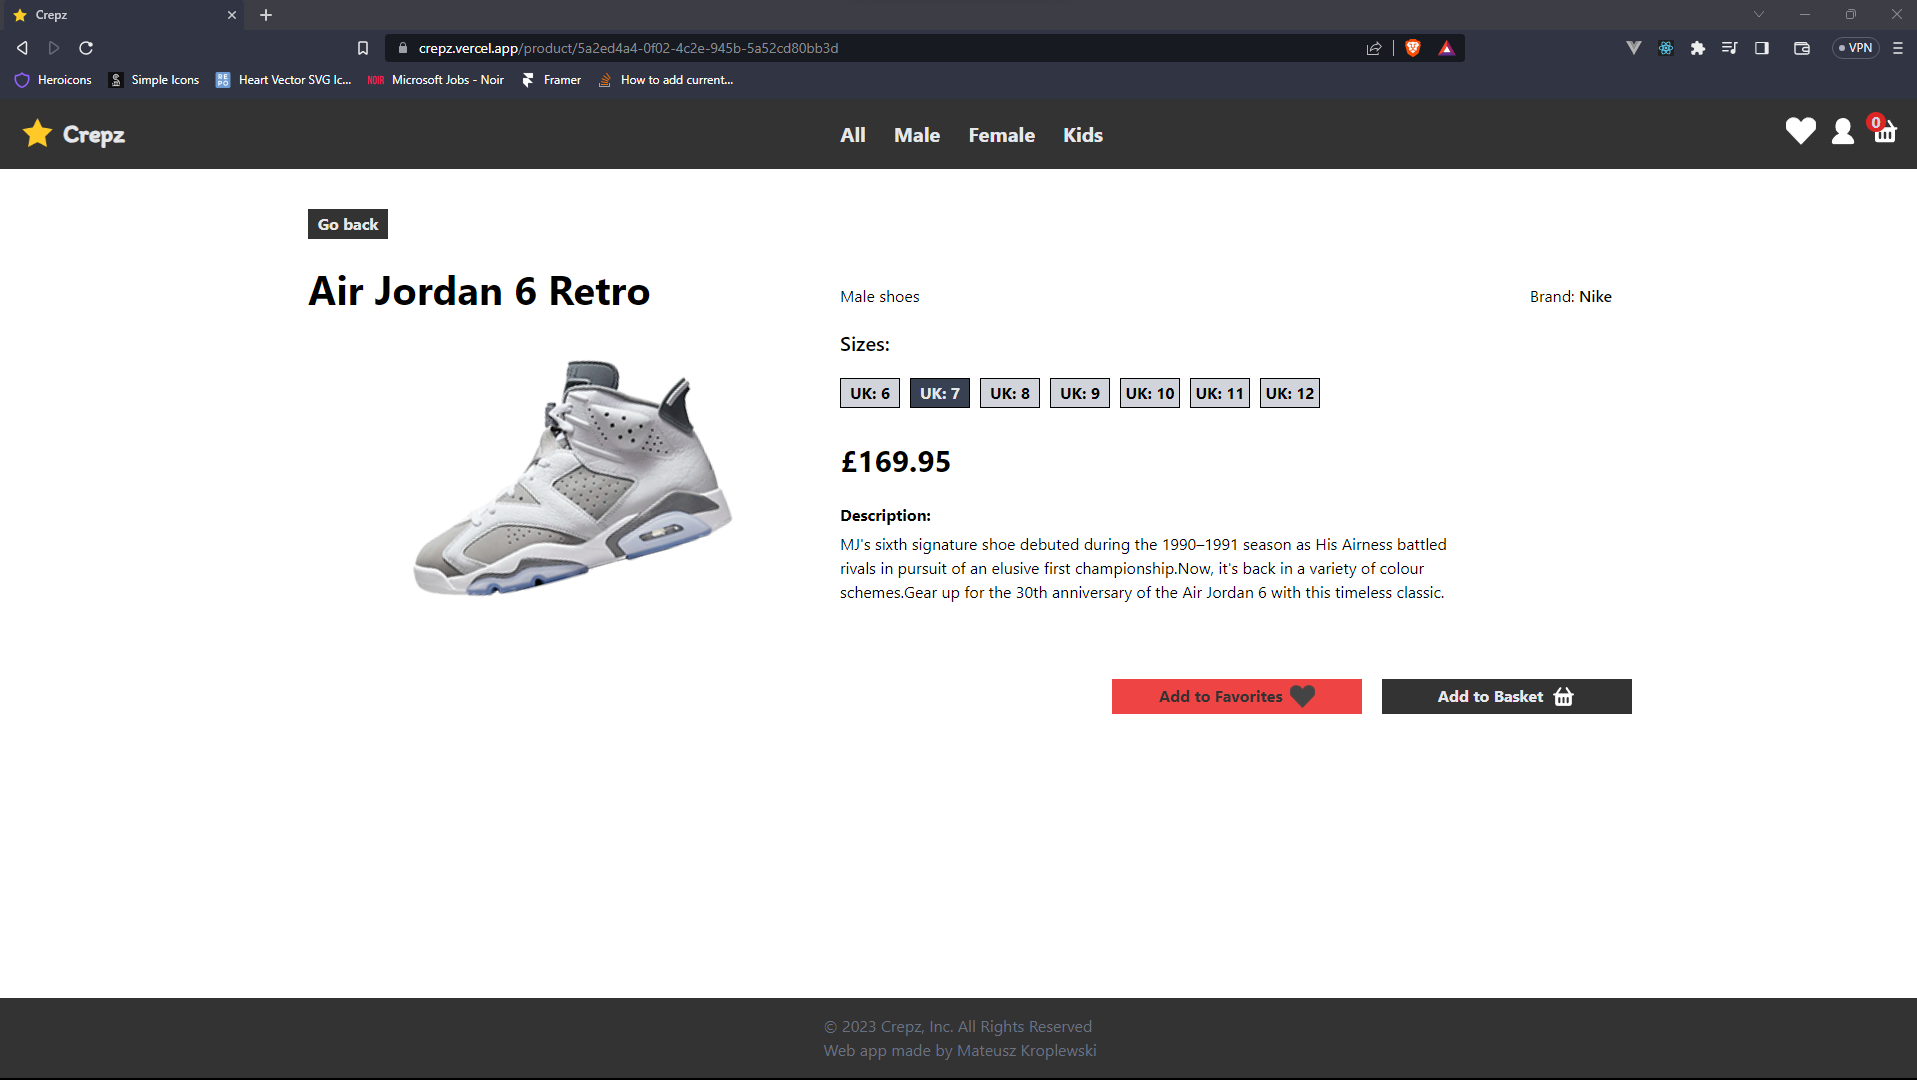 Crepz
crepz.vercel.app/product/5a2ed4a4-0f02-4c2e-945b-5a52cd80bb3d
VPN
Heroicons
Simple Icons
REPO
Heart Vector SVG Ic...
NOIR
Microsoft Jobs - Noir
Framer
How to add current...
Crepz
All
Male
Female
Kids
0
Go back
Air Jordan 6 Retro
Male shoes
Brand: Nike
Sizes:
UK: 6
UK: 7
UK: 8
UK: 9
UK: 10
UK: 11
UK: 12
£169.95
Description:
MJ's sixth signature shoe debuted during the 1990–1991 season as His Airness battled
rivals in pursuit of an elusive first championship.Now, it's back in a variety of colour
schemes.Gear up for the 30th anniversary of the Air Jordan 6 with this timeless classic.
Add to Favorites
Add to Basket
© 2023 Crepz, Inc. All Rights Reserved
Web app made by Mateusz Kroplewski